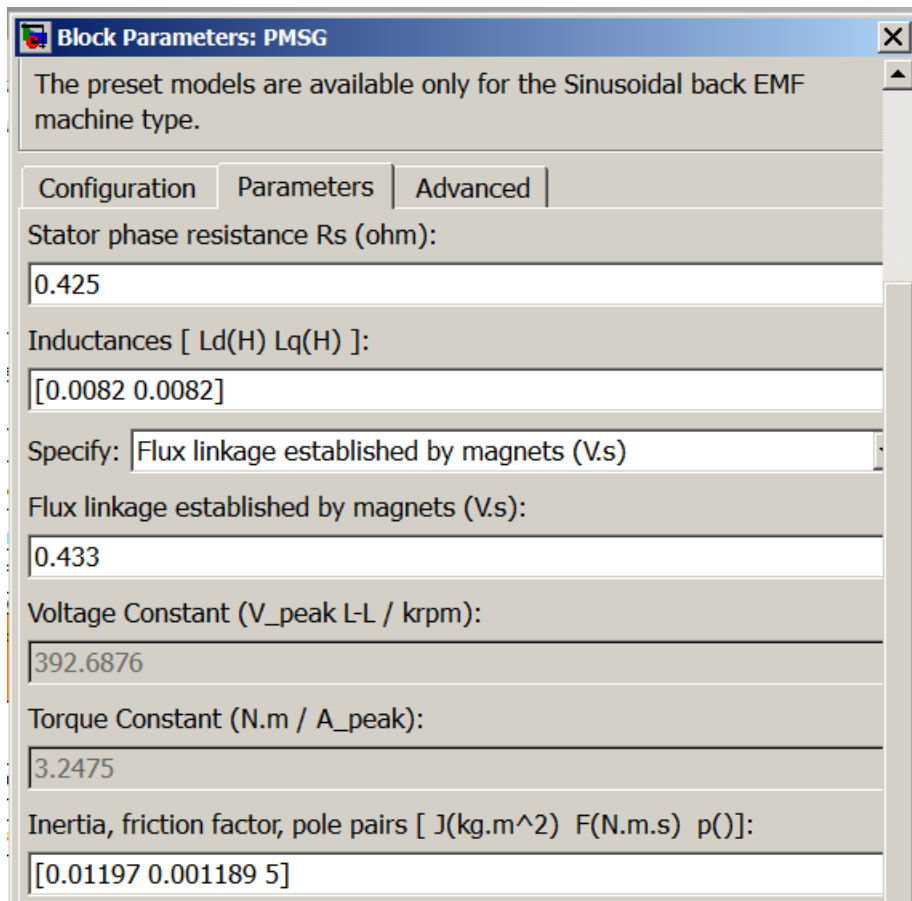 Block Parameters: PMSG
The preset models are available only for the Sinusoidal back EMF
machine type.
Configuration Parameters Advanced
Stator phase resistance Rs (ohm):
0.425
Inductances [ Ld(H) Lq(H) ]:
[0.0082 0.0082]
Specify: Flux linkage established by magnets (V.s)
Flux linkage established by magnets (V.s):
0.433
Voltage Constant (V_peak L-L / krpm):
392.6876
Torque Constant (N.m / A_peak):
3.2475
Inertia, friction factor, pole pairs [ J(kg.m^2)  F(N.m.s)  p()]:
[0.01197 0.001189 5]